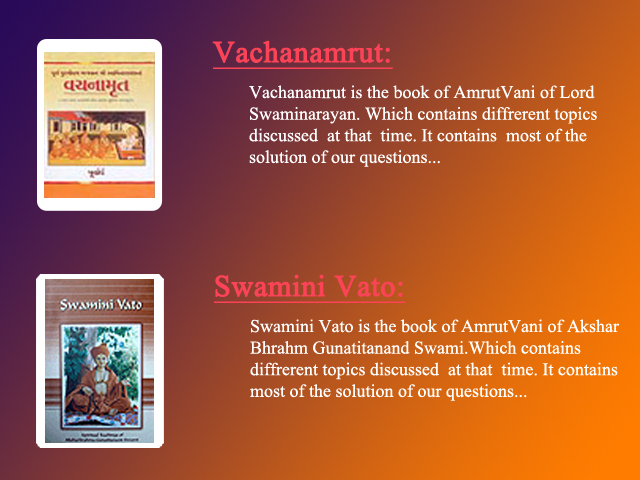 Vachanamrut:
વચનામૃત
Vachanamrut is the book of AmrutVani of Lord
Swaminarayan. Which contains diffrerent topics
discussed at that time. It contains most of the
solution of our questions...
Swamini Vato:
Swamini Vato
Swamini Vato is the book of AmrutVani of Akshar
Bhrahm Gunatitanand Swami.Which contains
diffrerent topics discussed at that time. It contains
most of the solution of our questions...
Spiritual Teachings of